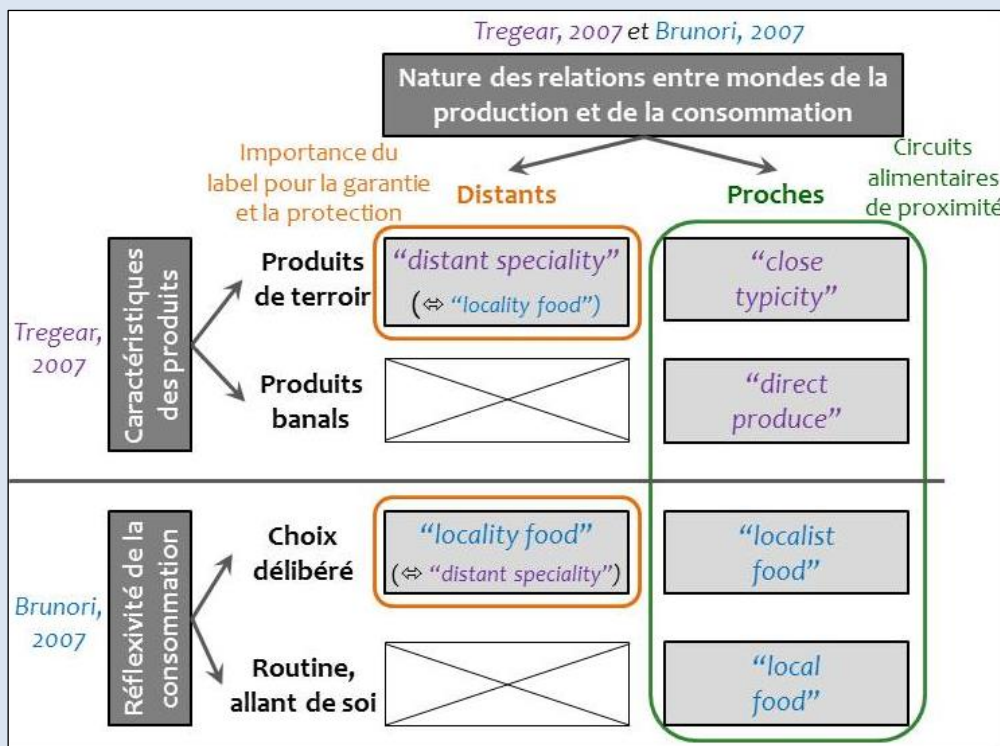 Tregear, 2007 et Brunori, 2007
Nature des relations entre mondes de la
production et de la consommation
Importance du
label pour la garantie
et la protection
Distants
Proches
Circuits
alimentaires
de proximité
Tregear,
2007
Caractéristiques
des produits
Produits
de terroir
“distant speciality”
(⇔ “locality food”)
“close
typicity”
Produits
banals
“direct
produce”
Brunori,
2007
Réflexivité de la
consommation
Choix
délibéré
“locality food”
(⇔ “distant speciality”)
“localist
food”
Routine,
allant de soi
“local
food”